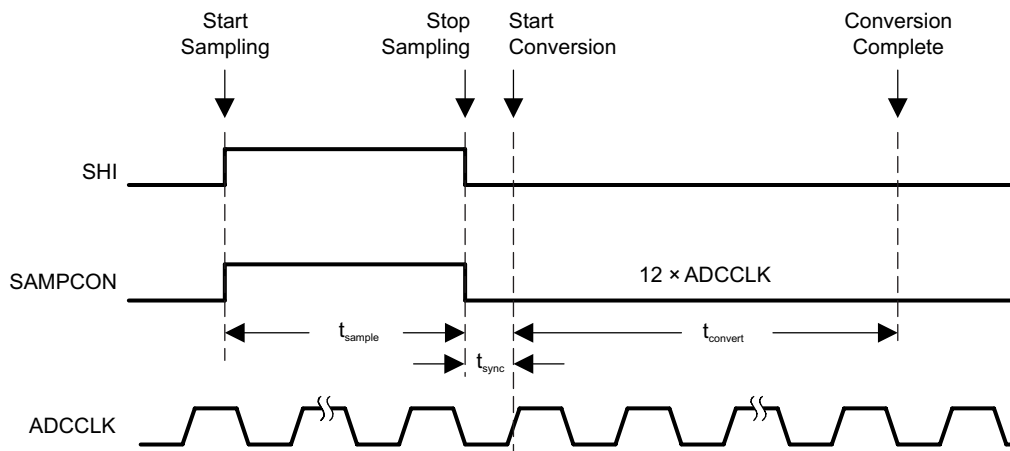 Start
Sampling
Stop
Sampling
Start
Conversion
Conversion
Complete
SHI
SAMPCON
12 × ADCCLK
tsample
tconvert
tsync
ADCCLK